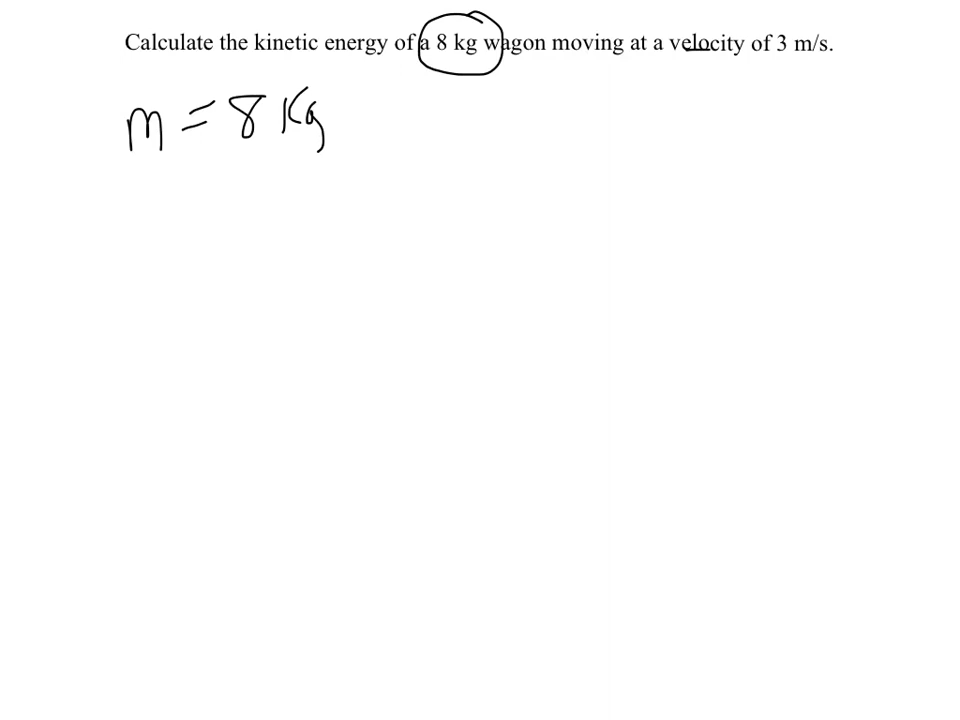 Calculate the kinetic energy of a 8 kg wagon moving at a velocity of 3 m/s.
m = 8 Kg